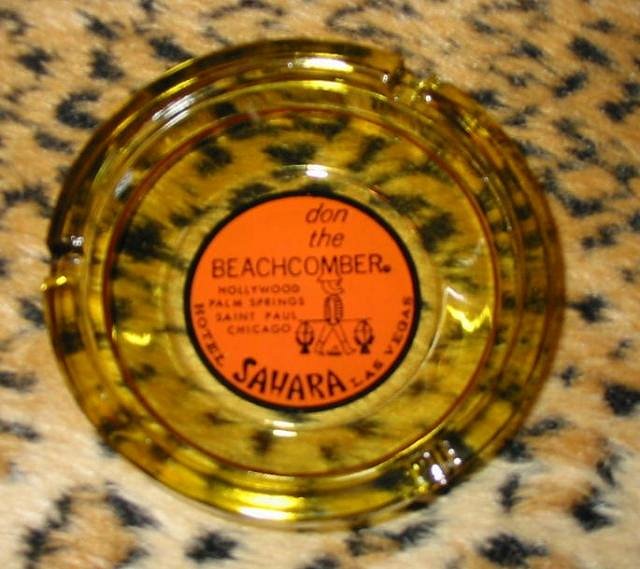 don
the
BEACHCOMBER®
HOLLYWOOD
PALM SPRINGS
SAINT PAUL
CHICAGO
HOTEL
SAHARA
LAS VEGAS